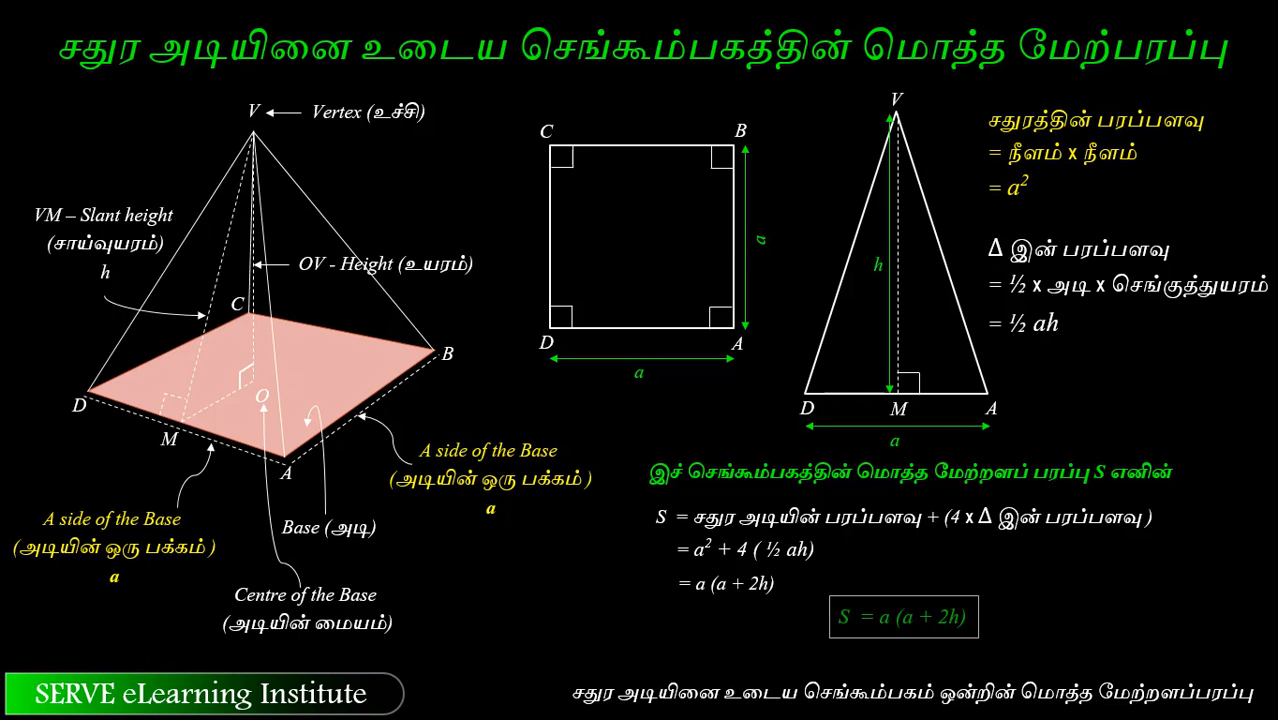 சதுர அடியினை உடைய செங்கூம்பகத்தின் மொத்த மேற்பரப்பு
V
Vertex (உச்சி)
VM – Slant height
(சாய்வுயரம்)
h
OV - Height (உயரம்)
C
B
D
O
M
A
A side of the Base
(அடியின் ஒரு பக்கம் )
a
A side of the Base
(அடியின் ஒரு பக்கம் )
a
Base (அடி)
Centre of the Base
(அடியின் மையம்)
C
B
a
D
A
a
V
h
D
M
A
a
சதுரத்தின் பரப்பளவு
= நீளம் x நீளம்
= a²
Δ இன் பரப்பளவு
= ½ x அடி x செங்குத்துயரம்
= ½ ah
இச் செங்கூம்பகத்தின் மொத்த மேற்றளப் பரப்பு S எனின்
S = சதுர அடியின் பரப்பளவு + (4 x Δ இன் பரப்பளவு )
= a² + 4 ( ½ ah)
= a (a + 2h)
S = a (a + 2h)
SERVE eLearning Institute
சதுர அடியினை உடைய செங்கூம்பகம் ஒன்றின் மொத்த மேற்றளப்பரப்பு